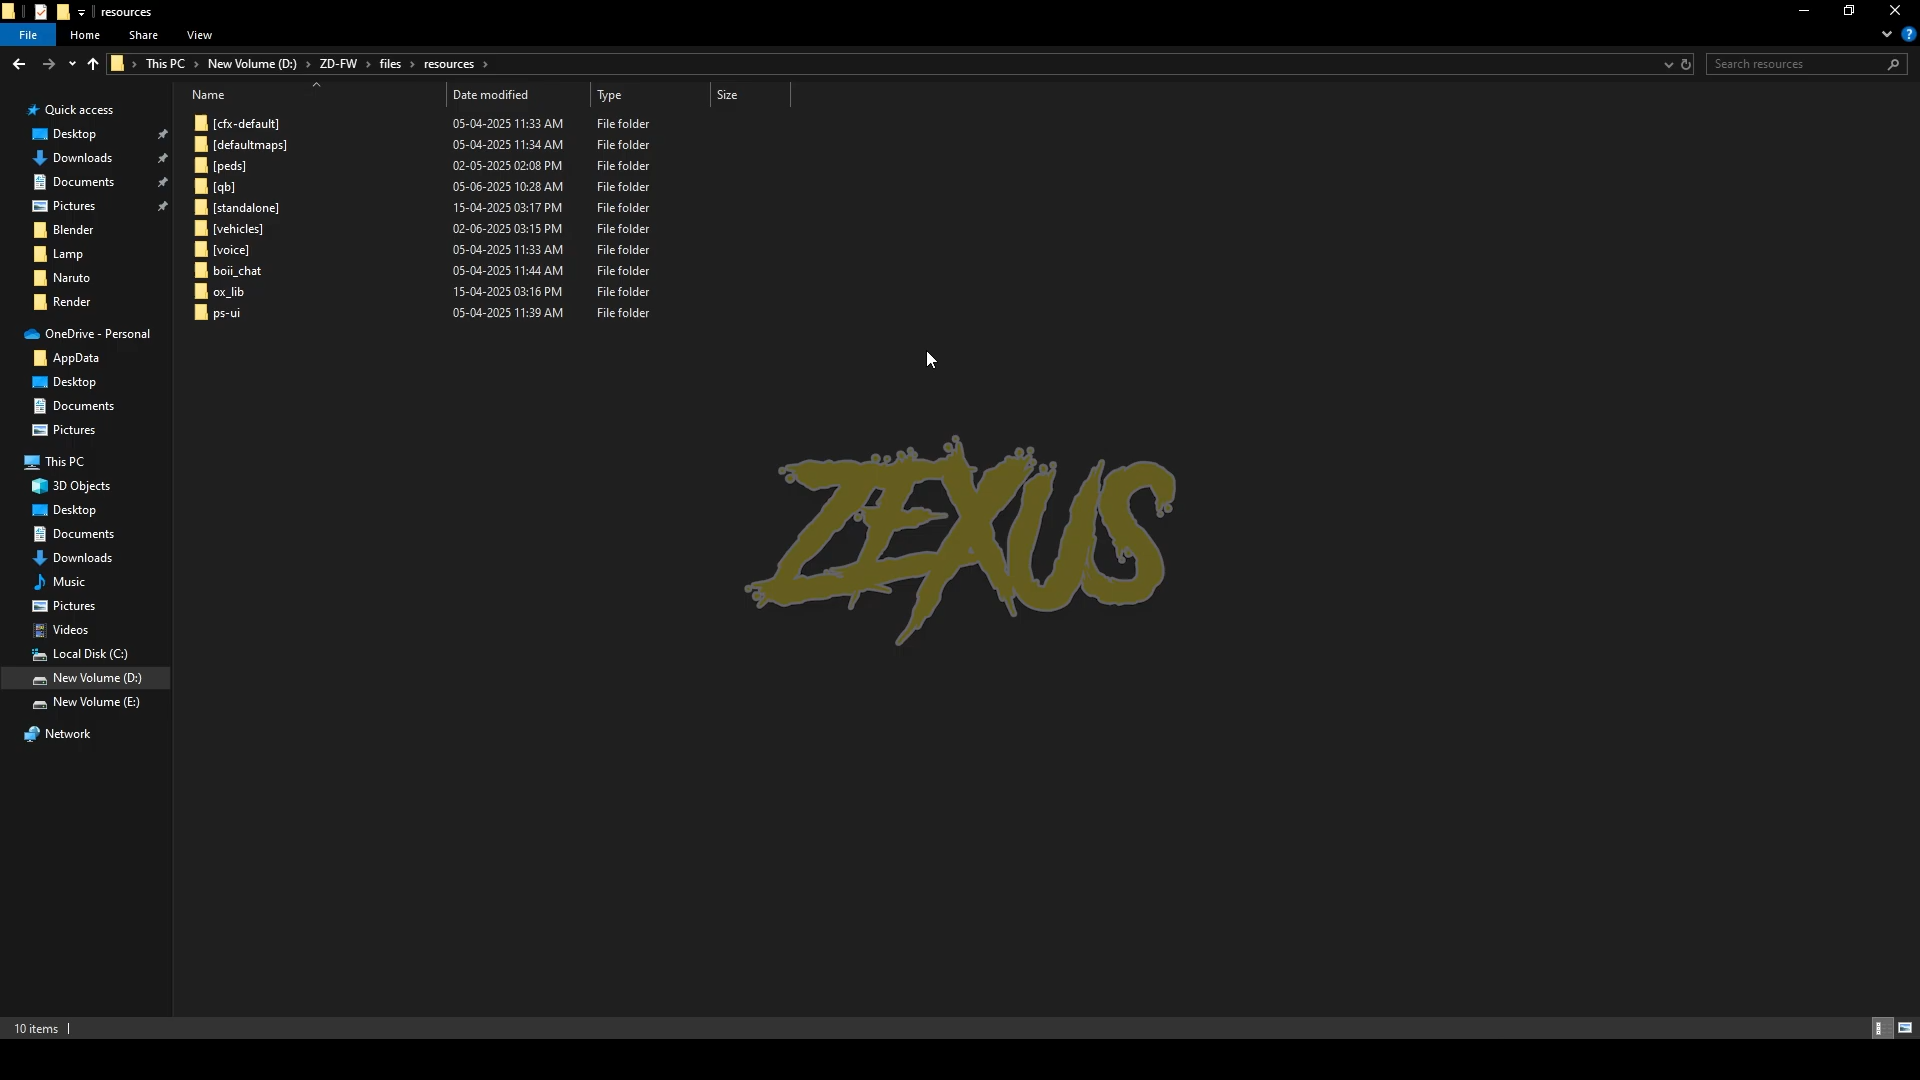 resources
File Home Share View
This PC New Volume (D:) ZD-FW files resources
Search resources
Name Date modified Type Size
[cfx-default] 05-04-2025 11:33 AM File folder
[defaultmaps] 05-04-2025 11:34 AM File folder
[peds] 02-05-2025 02:08 PM File folder
[qb] 05-06-2025 10:28 AM File folder
[standalone] 15-04-2025 03:17 PM File folder
[vehicles] 02-06-2025 03:15 PM File folder
[voice] 05-04-2025 11:33 AM File folder
boii_chat 05-04-2025 11:44 AM File folder
ox_lib 15-04-2025 03:16 PM File folder
ps-ui 05-04-2025 11:39 AM File folder
Quick access
Desktop
Downloads
Documents
Pictures
Blender
Lamp
Naruto
Render
OneDrive - Personal
AppData
Desktop
Documents
Pictures
This PC
3D Objects
Desktop
Documents
Downloads
Music
Pictures
Videos
Local Disk (C:)
New Volume (D:)
New Volume (E:)
Network
ZEXUS
10 items